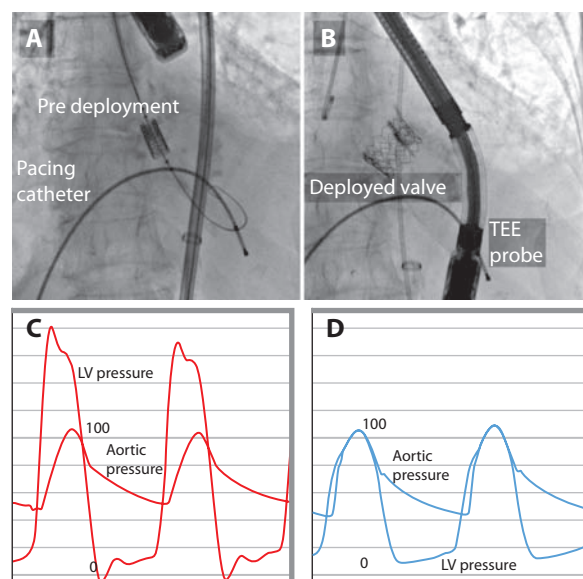 A
Pre deployment
Pacing
catheter
B
Deployed valve
TEE
probe
C
LV pressure
100
Aortic
pressure
0
D
100
Aortic
pressure
0
LV pressure